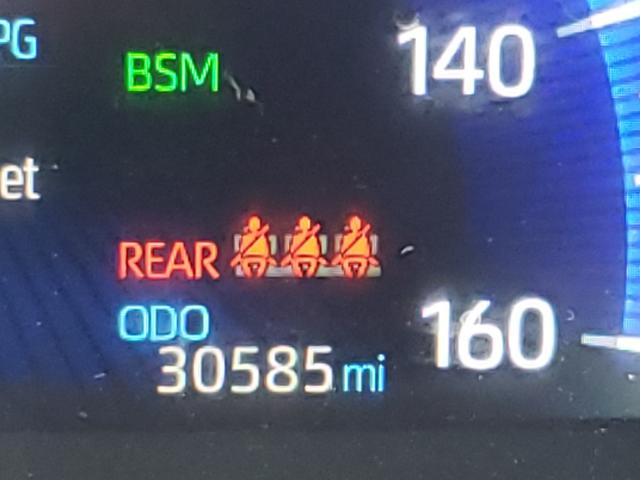 PG
BSM
140
et
REAR
ODO
160
30585 mi